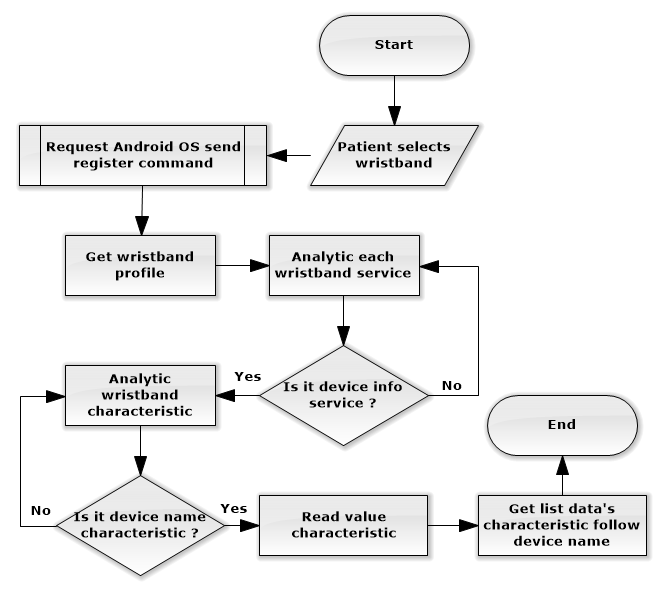 Start
Patient selects
wristband
Request Android OS send
register command
Get wristband
profile
Analytic each
wristband service
Is it device info
service ?
Yes
No
Analytic
wristband
characteristic
Is it device name
characteristic ?
No
Yes
Read value
characteristic
Get list data's
characteristic follow
device name
End